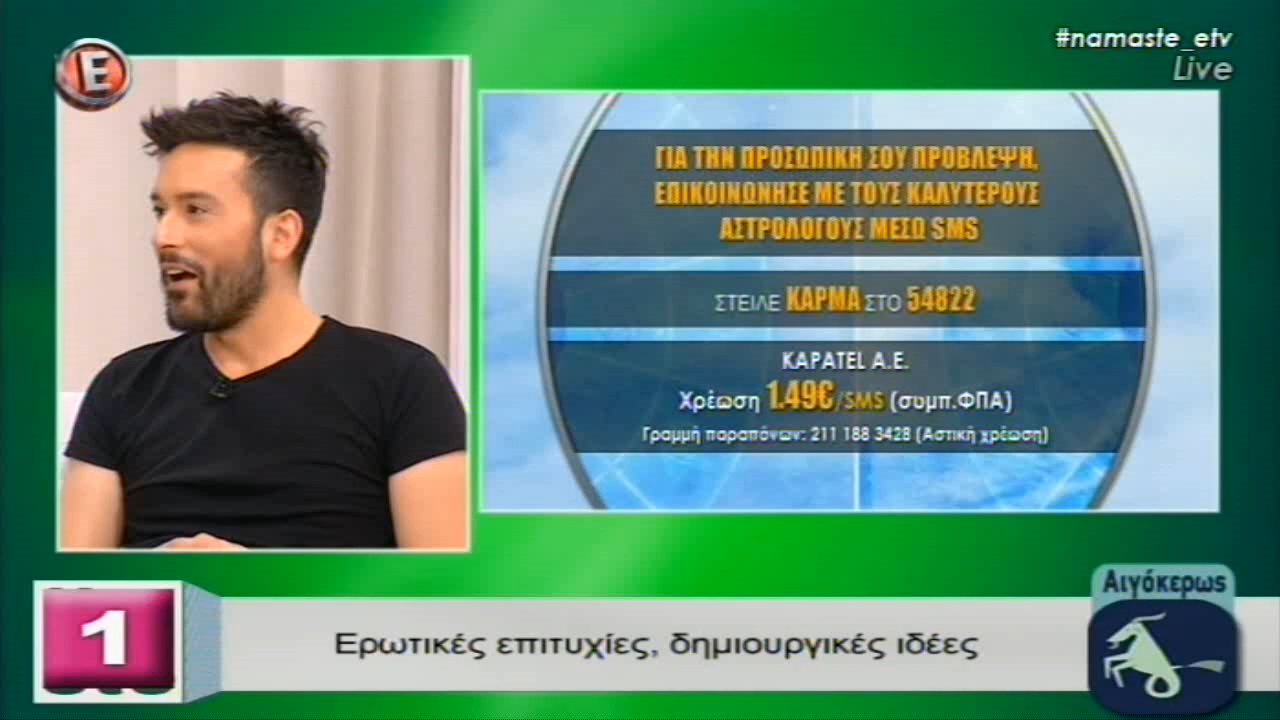 E
#namaste_etv
Live
ΓΙΑ ΤΗΝ ΠΡΟΣΩΠΙΚΗ ΣΟΥ ΠΡΟΒΛΕΨΗ,
ΕΠΙΚΟΙΝΩΝΗΣΕ ΜΕ ΤΟΥΣ ΚΑΛΥΤΕΡΟΥΣ
ΑΣΤΡΟΛΟΓΟΥΣ ΜΕΣΩ SMS
ΣΤΕΙΛΕ ΚΑΡΜΑ ΣΤΟ 54822
KAPATEL A.E.
Χρέωση 1.49€/SMS (συμπ.ΦΠΑ)
Γραμμή παραπόνων: 211 188 3428 (Αστική χρέωση)
Αιγόκερως
1
Ερωτικές επιτυχίες, δημιουργικές ιδέες